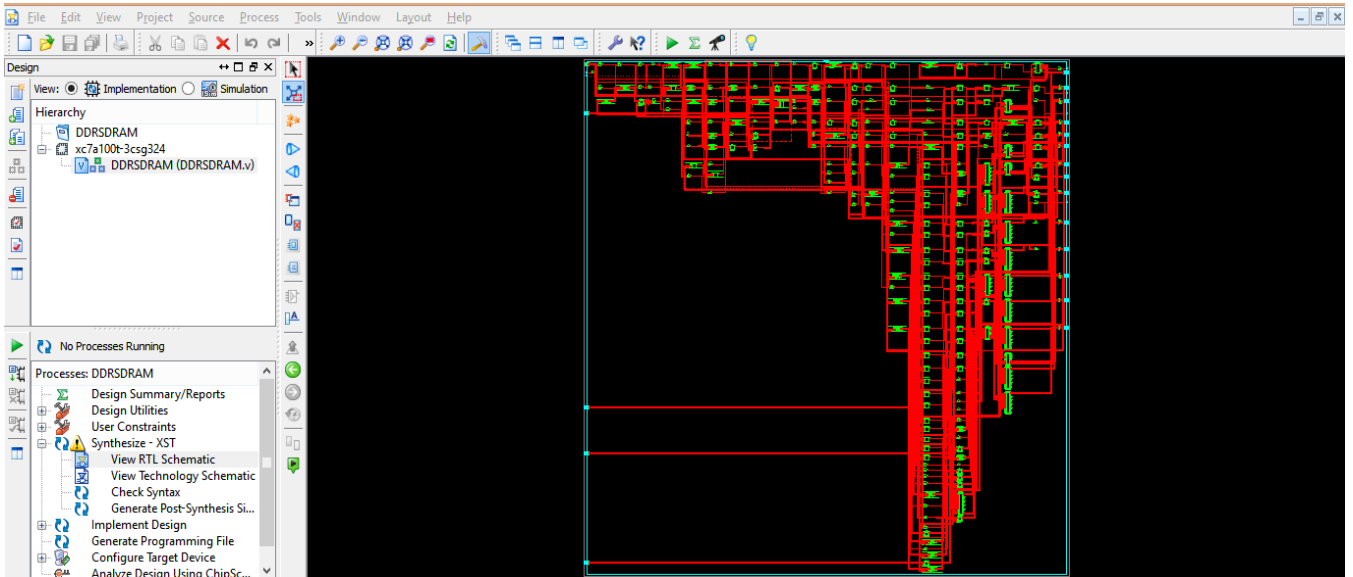 File Edit View Project Source Process Tools Window Layout Help
»
Design
View: Implementation Simulation
Hierarchy
DDRSDRAM
xc7a100t-3csg324
DDRSDRAM (DDRSDRAM.v)
No Processes Running
Processes: DDRSDRAM
Design Summary/Reports
Design Utilities
User Constraints
Synthesize - XST
View RTL Schematic
View Technology Schematic
Check Syntax
Generate Post-Synthesis Si...
Implement Design
Generate Programming File
Configure Target Device
Analyze Design Using ChipSc...